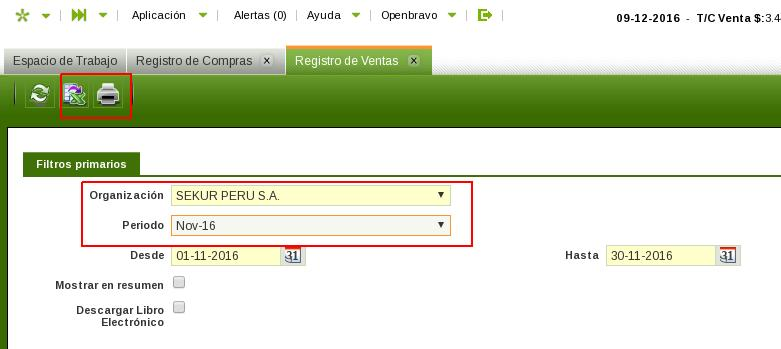 Aplicación Alertas (0) Ayuda Openbravo 09-12-2016 - T/C Venta $:3.4
Espacio de Trabajo Registro de Compras x Registro de Ventas x
Filtros primarios
Organización SEKUR PERU S.A.
Periodo Nov-16
Desde 01-11-2016 31 Hasta 30-11-2016 31
Mostrar en resumen
Descargar Libro
Electrónico